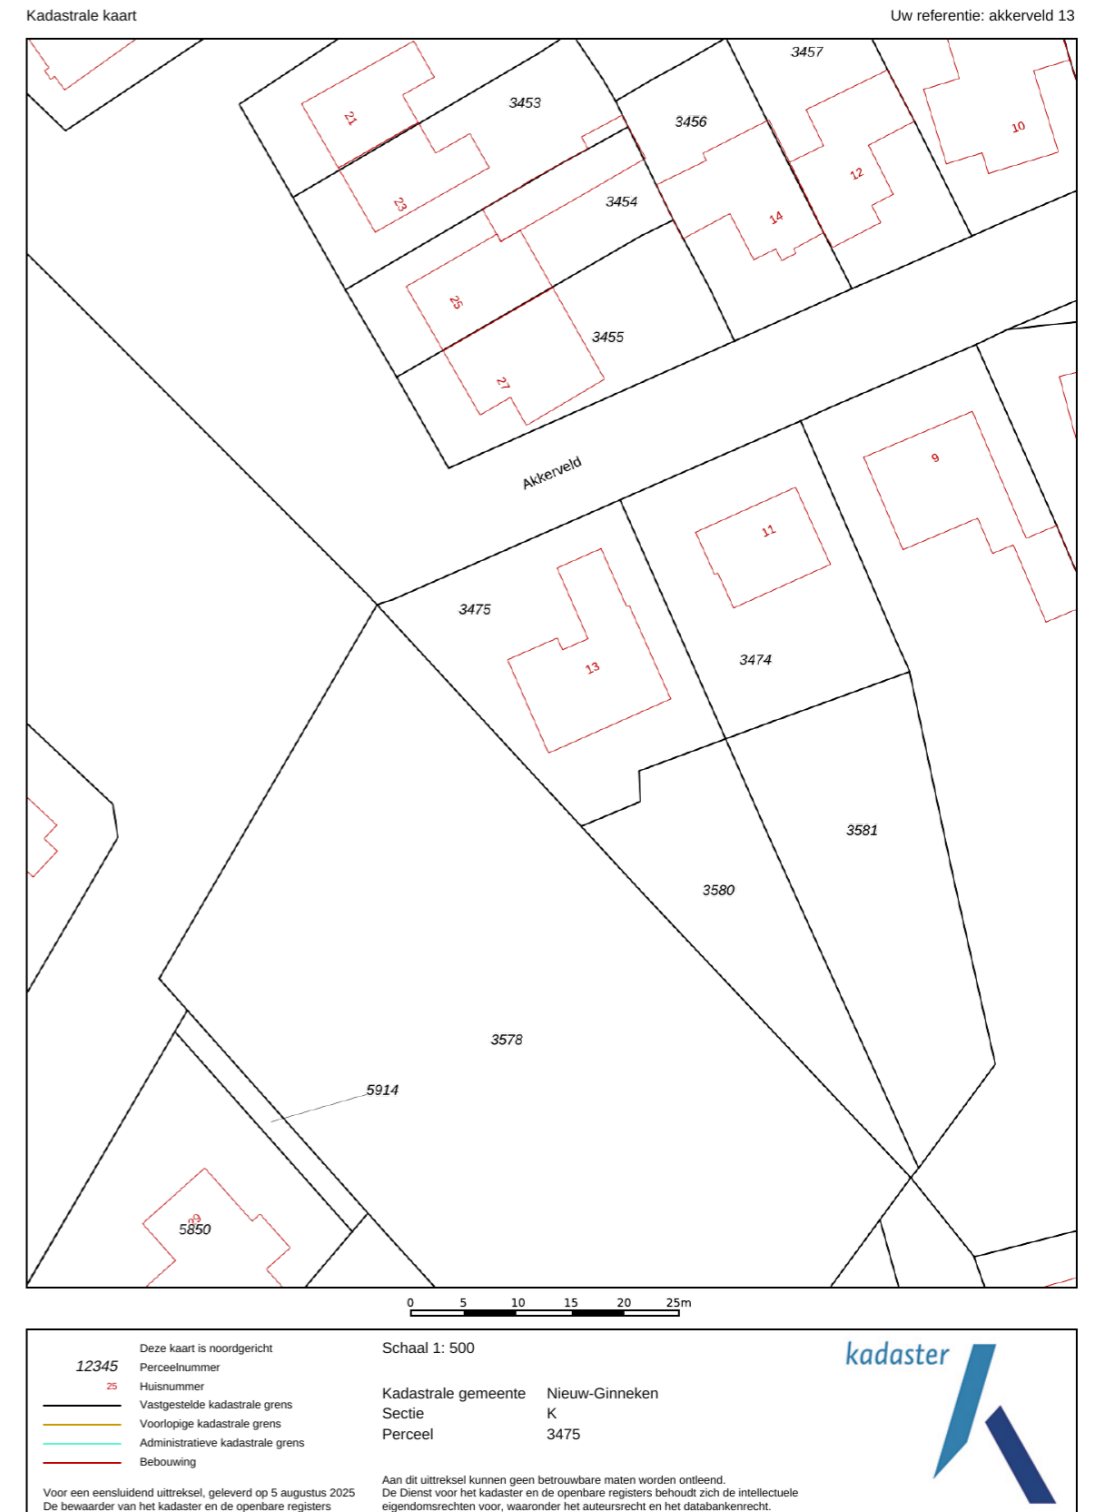 Kadastrale kaart
Uw referentie: akkerveld 13
3457
3453
21
3456
10
12
23
3454
14
25
3455
27
Akkerveld
9
11
3475
3474
13
3581
3580
3578
5914
39
5850
0 5 10 15 20 25m
Deze kaart is noordgericht
12345 Perceelnummer
25 Huisnummer
Vastgestelde kadastrale grens
Voorlopige kadastrale grens
Administratieve kadastrale grens
Bebouwing
Voor een eensluidend uittreksel, geleverd op 5 augustus 2025
De bewaarder van het kadaster en de openbare registers
Schaal 1: 500
Kadastrale gemeente Nieuw-Ginneken
Sectie K
Perceel 3475
Aan dit uittreksel kunnen geen betrouwbare maten worden ontleend.
De Dienst voor het kadaster en de openbare registers behoudt zich de intellectuele
eigendomsrechten voor, waaronder het auteursrecht en het databankenrecht.
kadaster